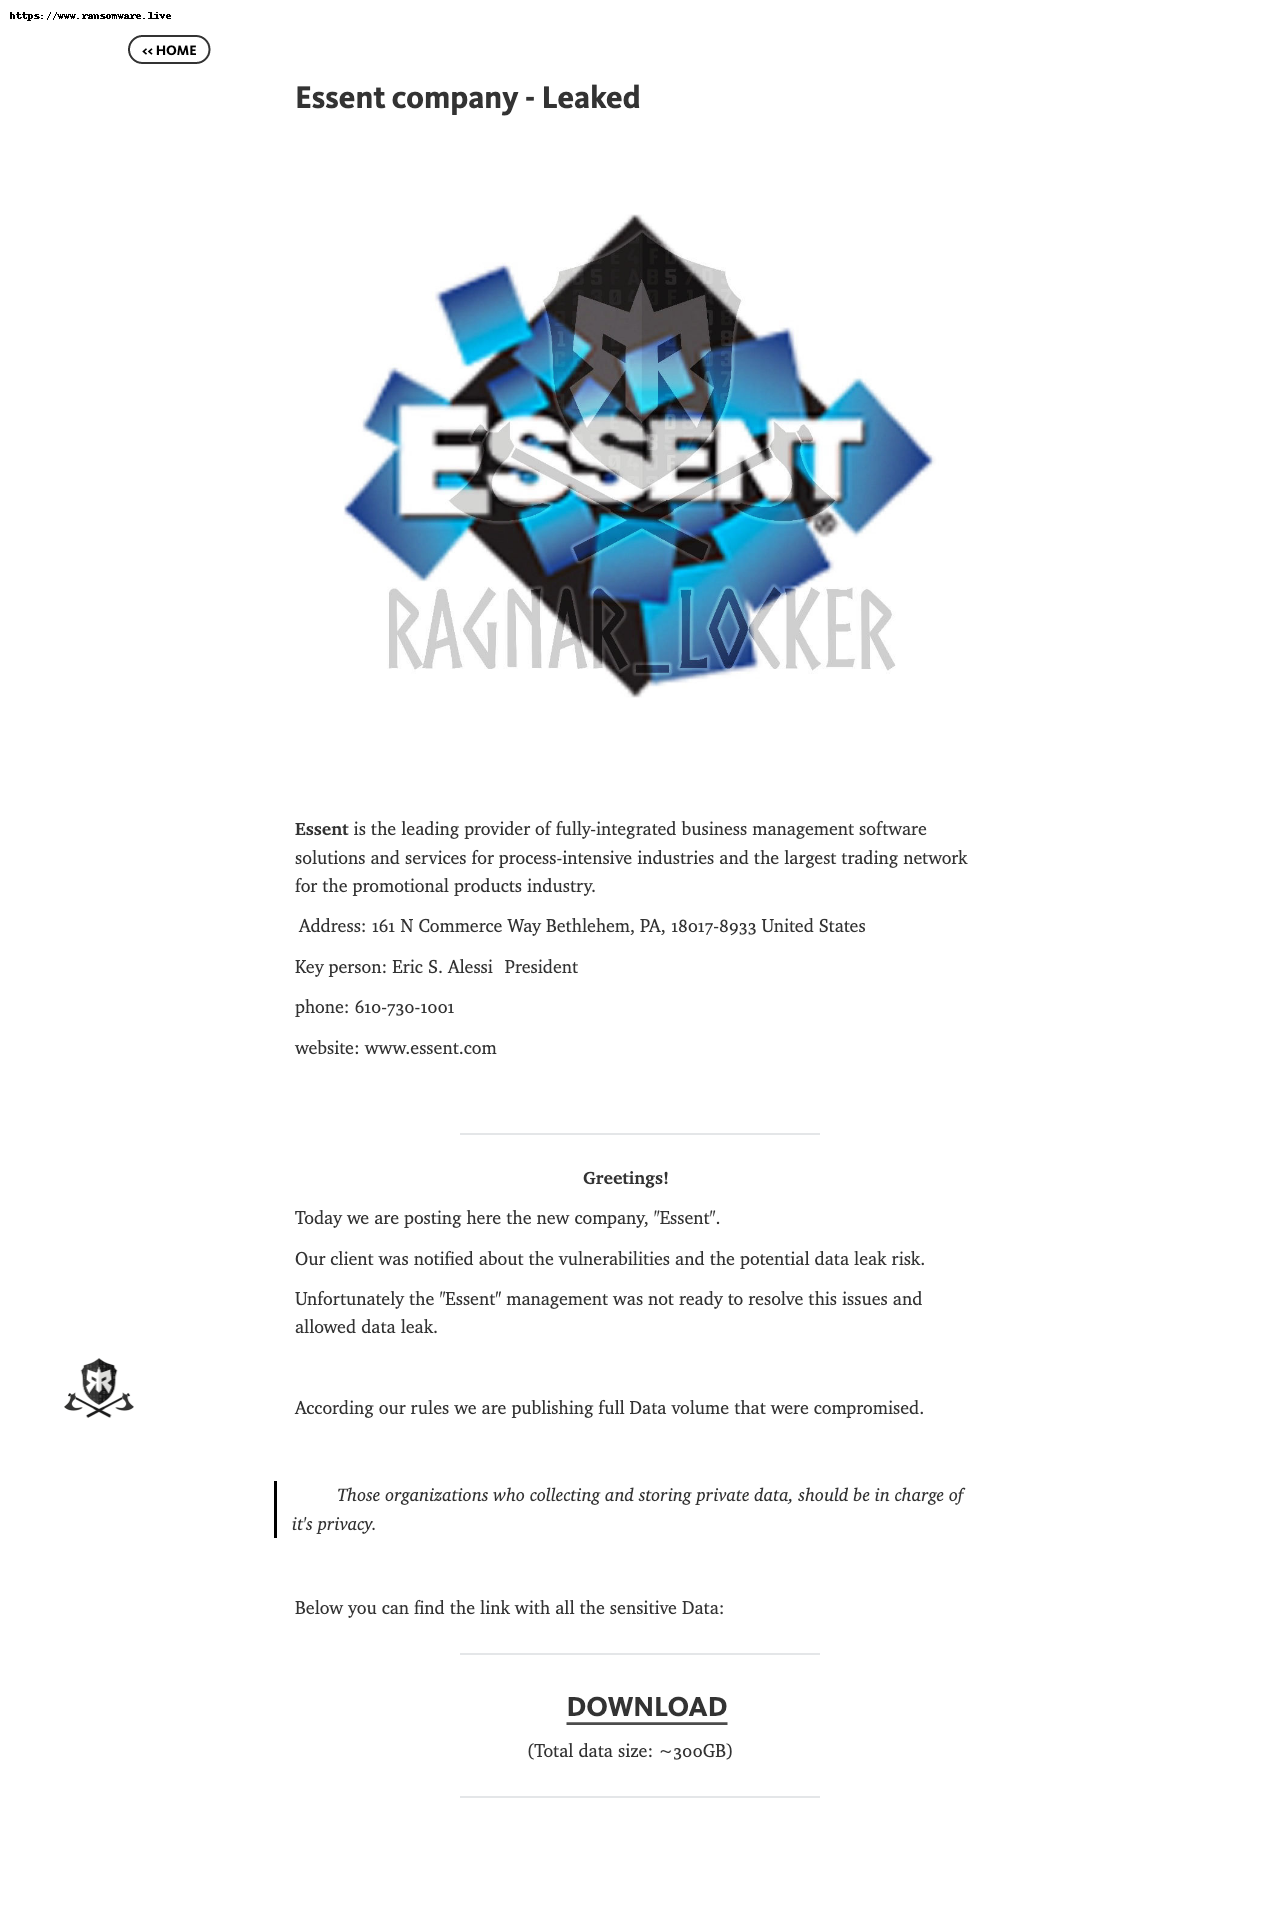 https://www.ransomware.live
<< HOME
Essent company - Leaked
ESSENT
®
RAGNAR_LOCKER
Essent is the leading provider of fully-integrated business management software
solutions and services for process-intensive industries and the largest trading network
for the promotional products industry.
Address: 161 N Commerce Way Bethlehem, PA, 18017-8933 United States
Key person: Eric S. Alessi  President
phone: 610-730-1001
website: www.essent.com
Greetings!
Today we are posting here the new company, "Essent".
Our client was notified about the vulnerabilities and the potential data leak risk.
Unfortunately the "Essent" management was not ready to resolve this issues and
allowed data leak.
According our rules we are publishing full Data volume that were compromised.
Those organizations who collecting and storing private data, should be in charge of
it's privacy.
Below you can find the link with all the sensitive Data:
DOWNLOAD
(Total data size: ~300GB)